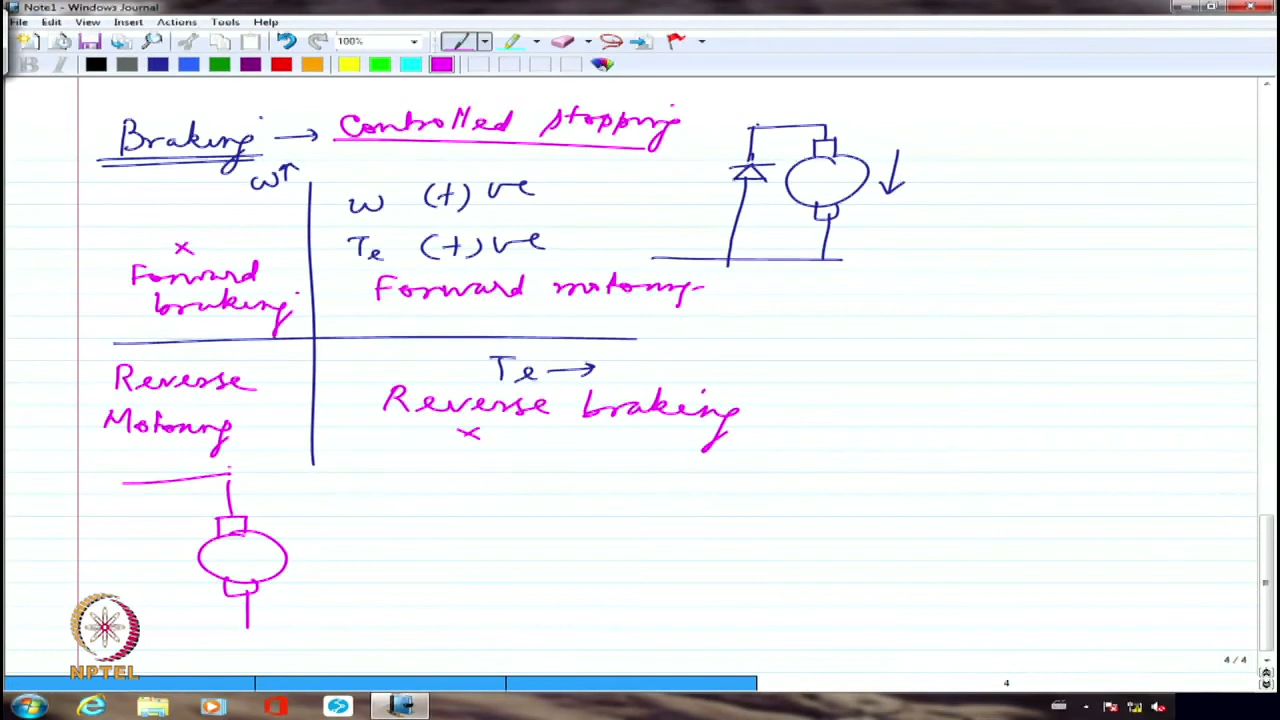 Note1 - Windows Journal
File Edit View Insert Actions Tools Help
100%
B I
Braking → Controlled stopping
ω↑
ω (+)ve
Te (+)ve
Forward motoring
×
Forward
braking
Te →
Reverse
Motoring
Reverse braking
×
NPTEL
4 / 4
4